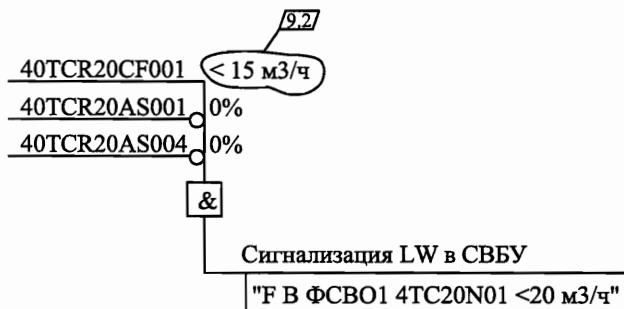 9.2
40TCR20CF001 < 15 м3/ч
40TCR20AS001 0%
40TCR20AS004 0%
&
Сигнализация LW в СВБУ
"F В ФСВО1 4TC20N01 <20 м3/ч"